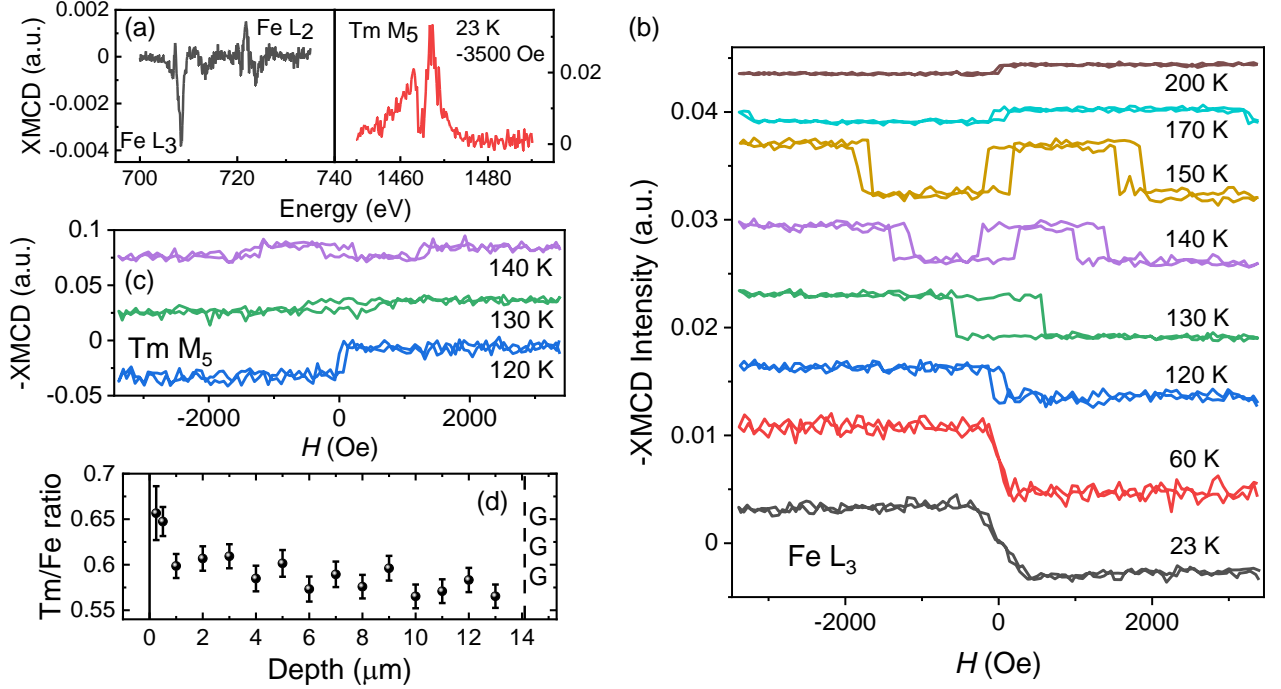 (a)
0.002
0
-0.002
-0.004
XMCD (a.u.)
Fe L2
Fe L3
Tm M5
23 K
-3500 Oe
0.02
0
700
720
740
1460
1480
Energy (eV)
(b)
0.04
0.03
0.02
0.01
0
-XMCD Intensity (a.u.)
200 K
170 K
150 K
140 K
130 K
120 K
60 K
23 K
Fe L3
-2000
0
2000
H (Oe)
0.1
0.05
0
-0.05
-XMCD (a.u.)
(c)
140 K
130 K
120 K
Tm M5
-2000
0
2000
H (Oe)
0.7
0.65
0.6
0.55
Tm/Fe ratio
(d)
G
G
G
0
2
4
6
8
10
12
14
Depth (μm)